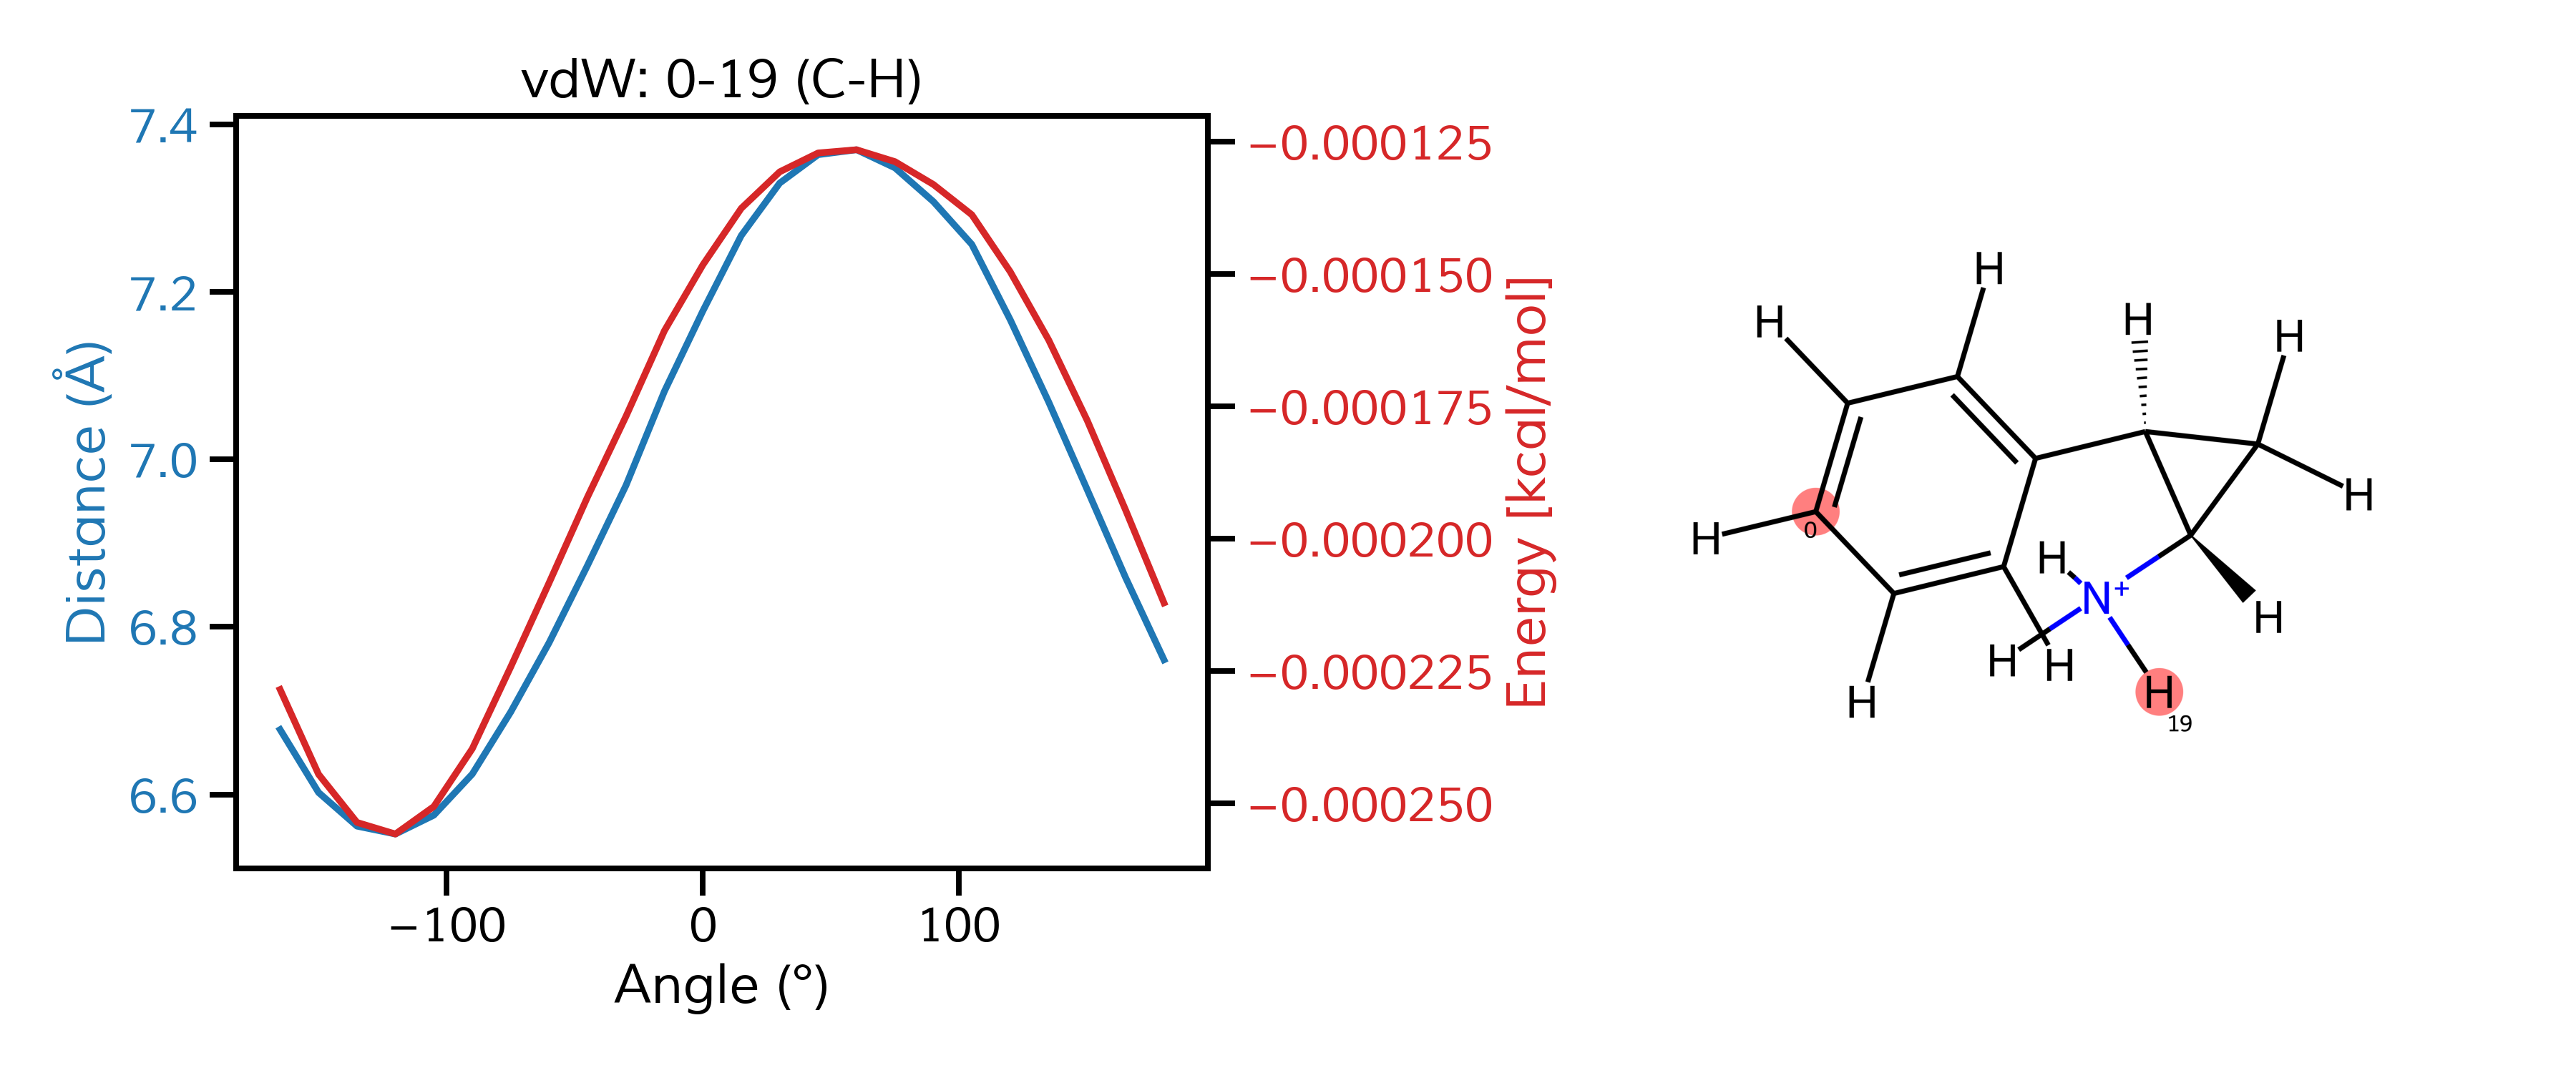 vdW: 0-19 (C-H)
Distance (Å)
7.4
7.2
7.0
6.8
6.6
−100
0
100
Angle (°)
−0.000125
−0.000150
−0.000175
−0.000200
−0.000225
−0.000250
Energy [kcal/mol]
H
H
H
H
H
0
H
H
H
N+
H
H
H
H
H
19